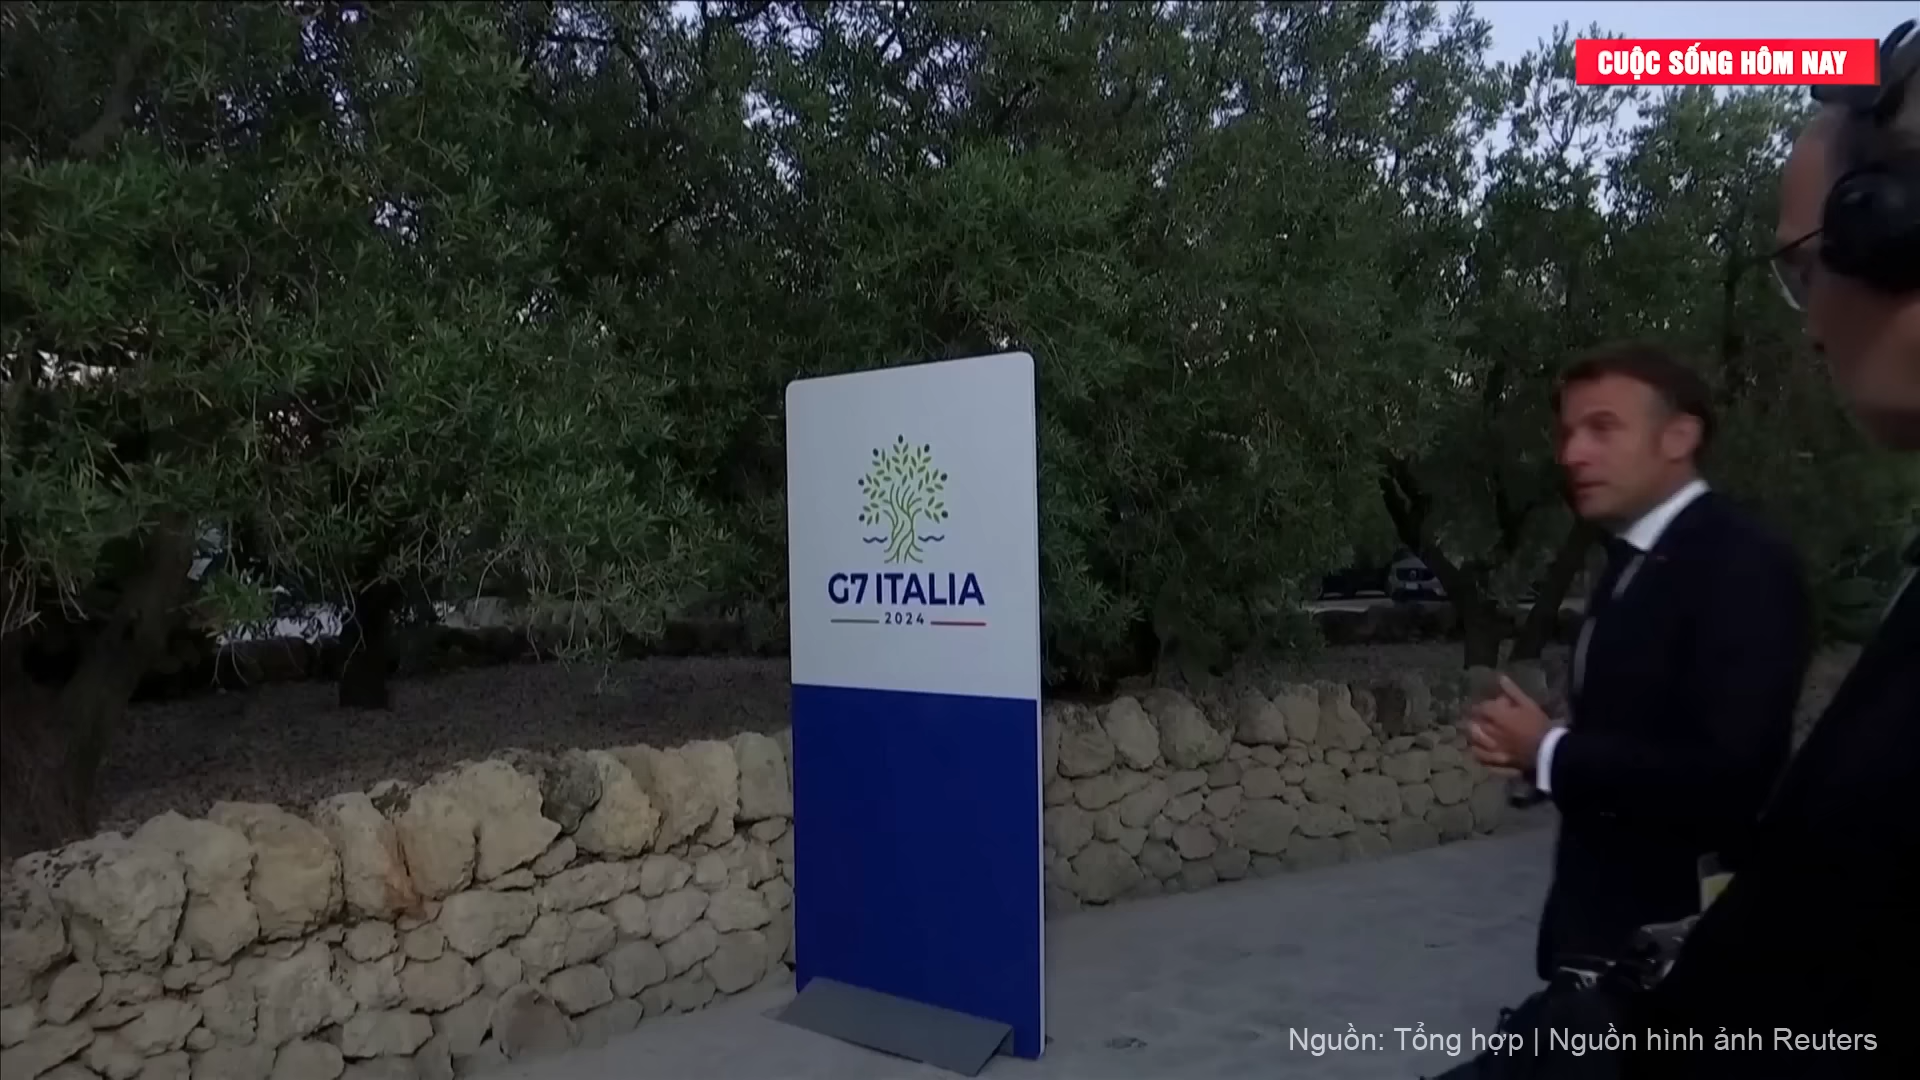 CUỘC SỐNG HÔM NAY
G7 ITALIA
2024
Nguồn: Tổng hợp | Nguồn hình ảnh Reuters